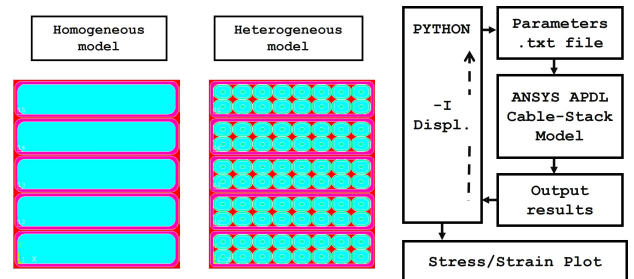 Homogeneous
model
Heterogeneous
model
PYTHON
-I
Displ.
Parameters
.txt file
ANSYS APDL
Cable-Stack
Model
Output
results
Stress/Strain Plot